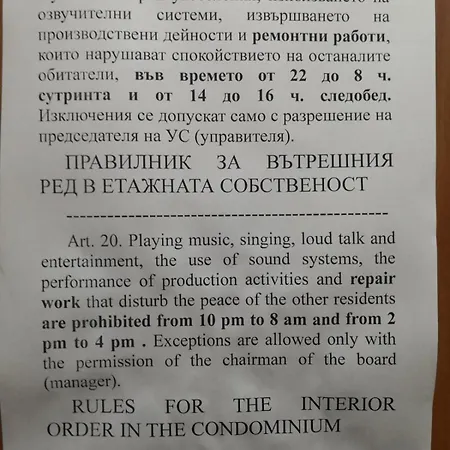 озвучителни системи, извършването на
производствени дейности и ремонтни работи,
които нарушават спокойствието на останалите
обитатели, във времето от 22 до 8 ч.
сутринта и от 14 до 16 ч. следобед.
Изключения се допускат само с разрешение на
председателя на УС (управителя).
ПРАВИЛНИК ЗА ВЪТРЕШНИЯ
РЕД В ЕТАЖНАТА СОБСТВЕНОСТ
--------------------------------------------------
Art. 20. Playing music, singing, loud talk and
entertainment, the use of sound systems, the
performance of production activities and repair
work that disturb the peace of the other residents
are prohibited from 10 pm to 8 am and from 2
pm to 4 pm . Exceptions are allowed only with
the permission of the chairman of the board
(manager).
RULES FOR THE INTERIOR
ORDER IN THE CONDOMINIUM